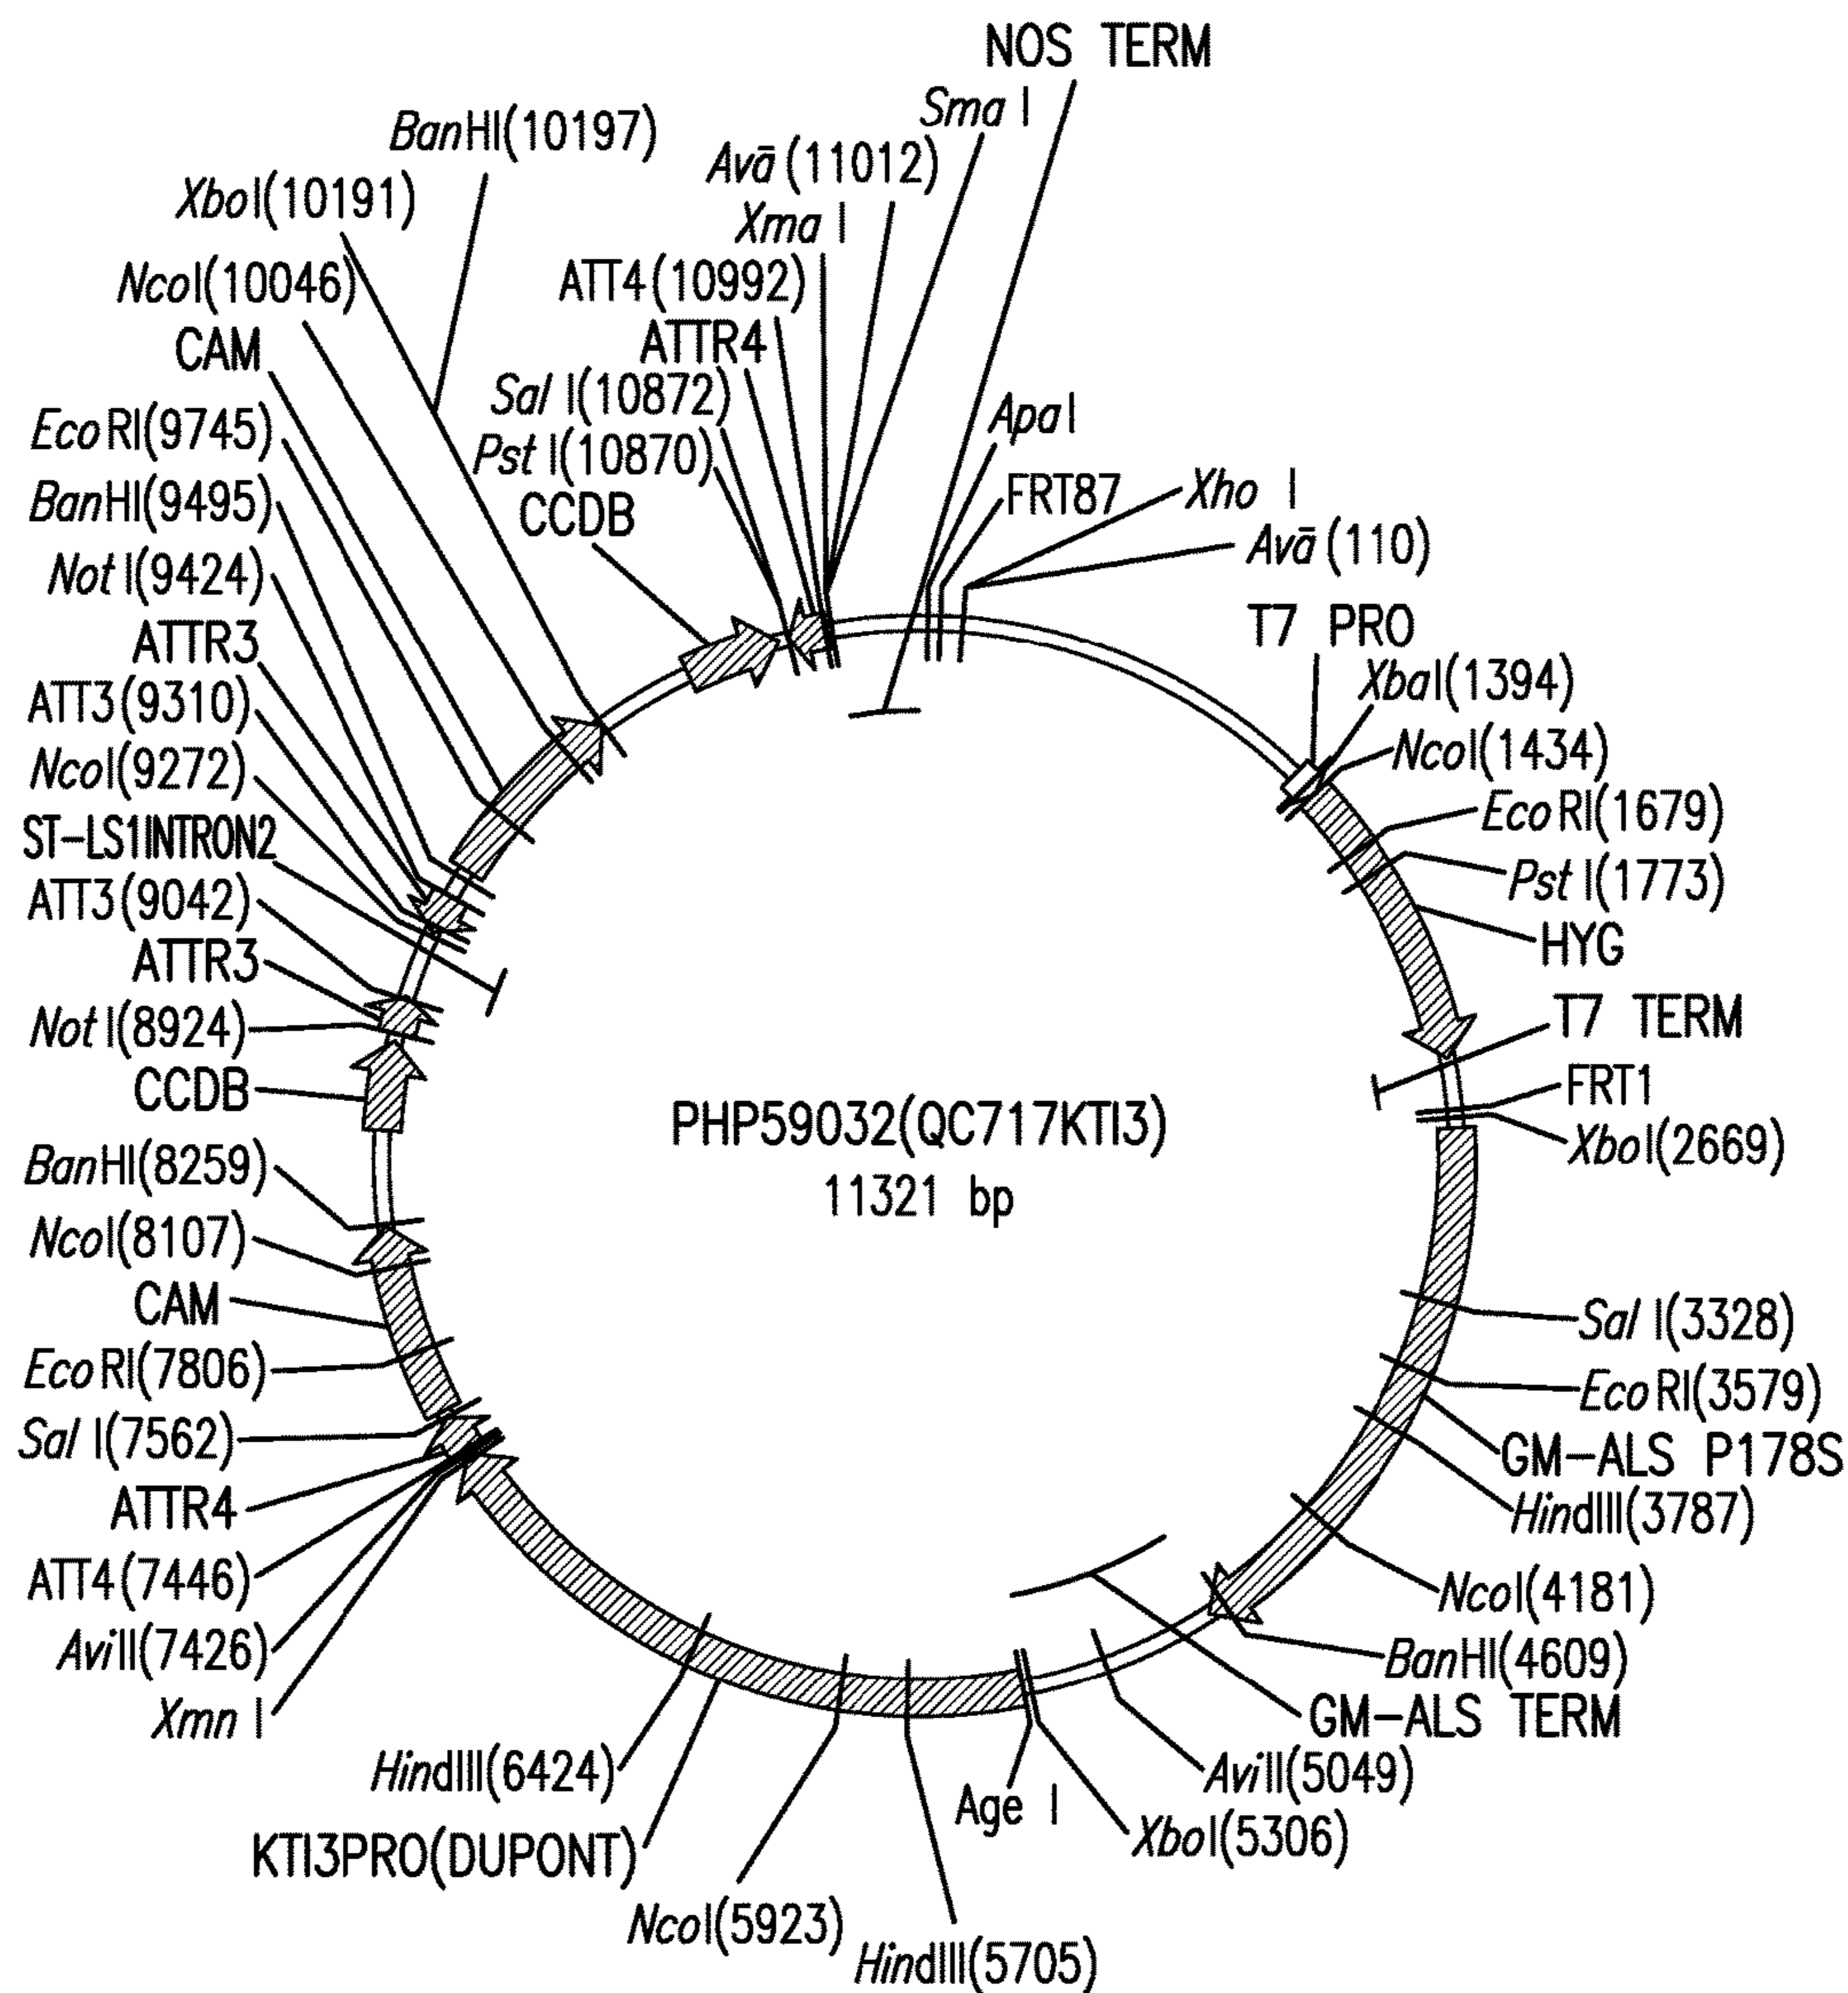 NOS TERM
Sma I
BanHI(10197)
Avā (11012)
XboI(10191)
Xma I
NcoI(10046)
ATT4(10992)
CAM
ATTR4
Sal I(10872)
EcoRI(9745)
ApaI
Pst I(10870)
BanHI(9495)
FRT87
Xho I
CCDB
Avā (110)
Not I(9424)
T7 PRO
ATTR3
XbaI(1394)
ATT3(9310)
NcoI(1434)
NcoI(9272)
EcoRI(1679)
ST-LS1INTRON2
Pst I(1773)
ATT3(9042)
HYG
ATTR3
T7 TERM
Not I(8924)
CCDB
FRT1
PHP59032(QC717KTI3)
XboI(2669)
BanHI(8259)
11321 bp
NcoI(8107)
CAM
Sal I(3328)
EcoRI(7806)
EcoRI(3579)
Sal I(7562)
GM-ALS P178S
ATTR4
HindIII(3787)
ATT4(7446)
NcoI(4181)
AviII(7426)
BanHI(4609)
Xmn I
GM-ALS TERM
HindIII(6424)
AviII(5049)
Age I
XboI(5306)
KTI3PRO(DUPONT)
NcoI(5923)
HindIII(5705)